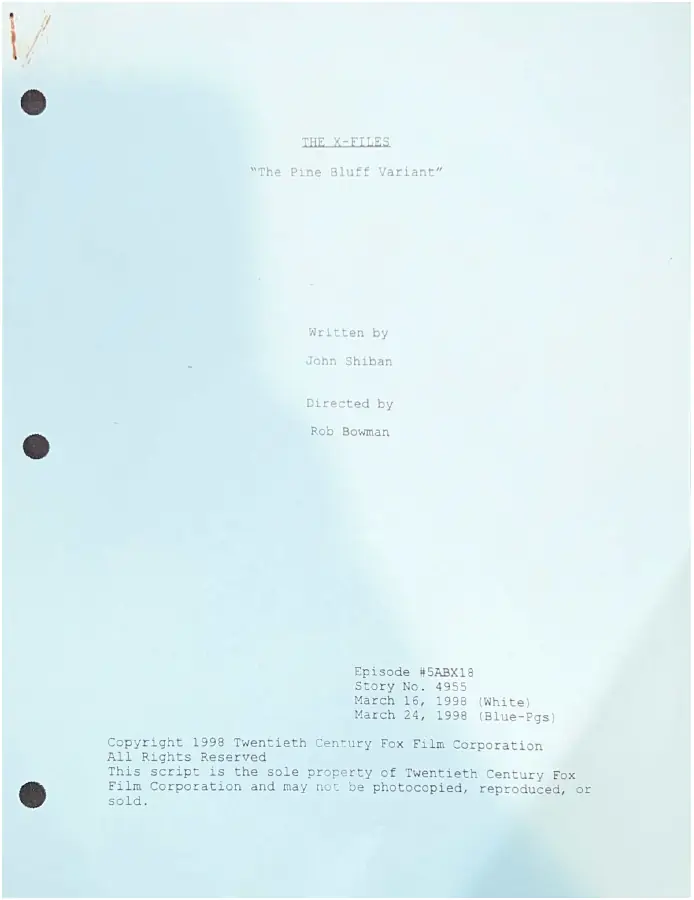 THE X-FILES
"The Pine Bluff Variant"
Written by
John Shiban
Directed by
Rob Bowman
Episode #5ABX18
Story No. 4955
March 16, 1998 (White)
March 24, 1998 (Blue-Pgs)
Copyright 1998 Twentieth Century Fox Film Corporation
All Rights Reserved
This script is the sole property of Twentieth Century Fox
Film Corporation and may not be photocopied, reproduced, or
sold.